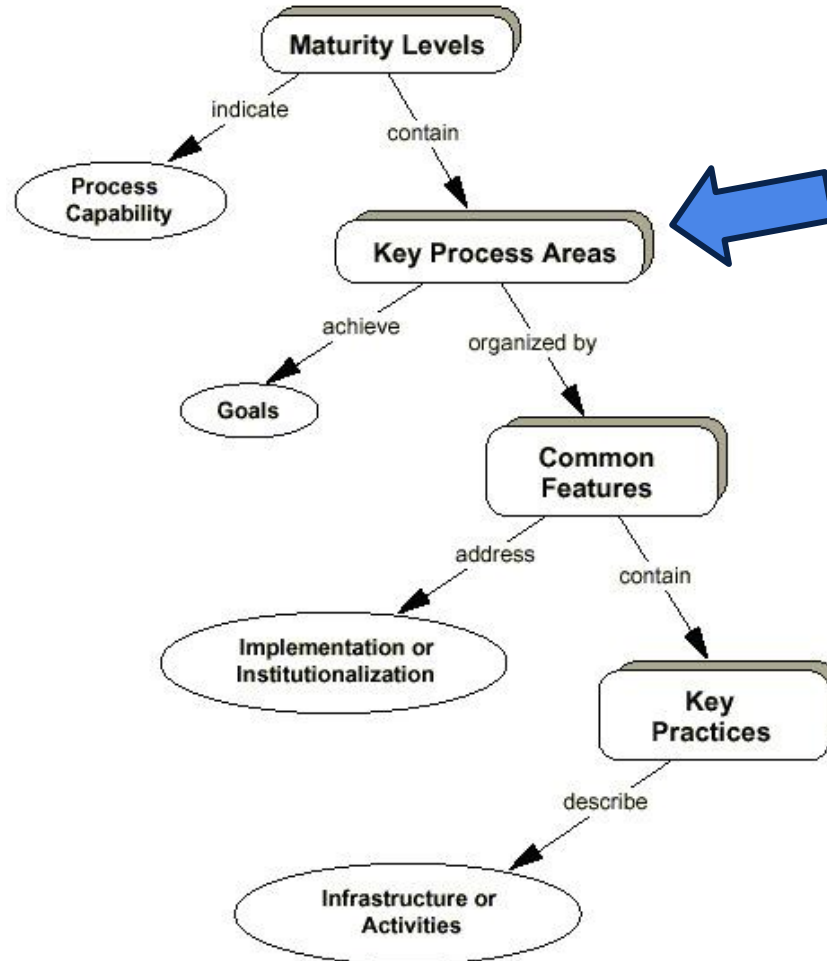 Maturity Levels
indicate
contain
Process
Capability
Key Process Areas
achieve
organized by
Goals
Common
Features
address
contain
Implementation or
Institutionalization
Key
Practices
describe
Infrastructure or
Activities